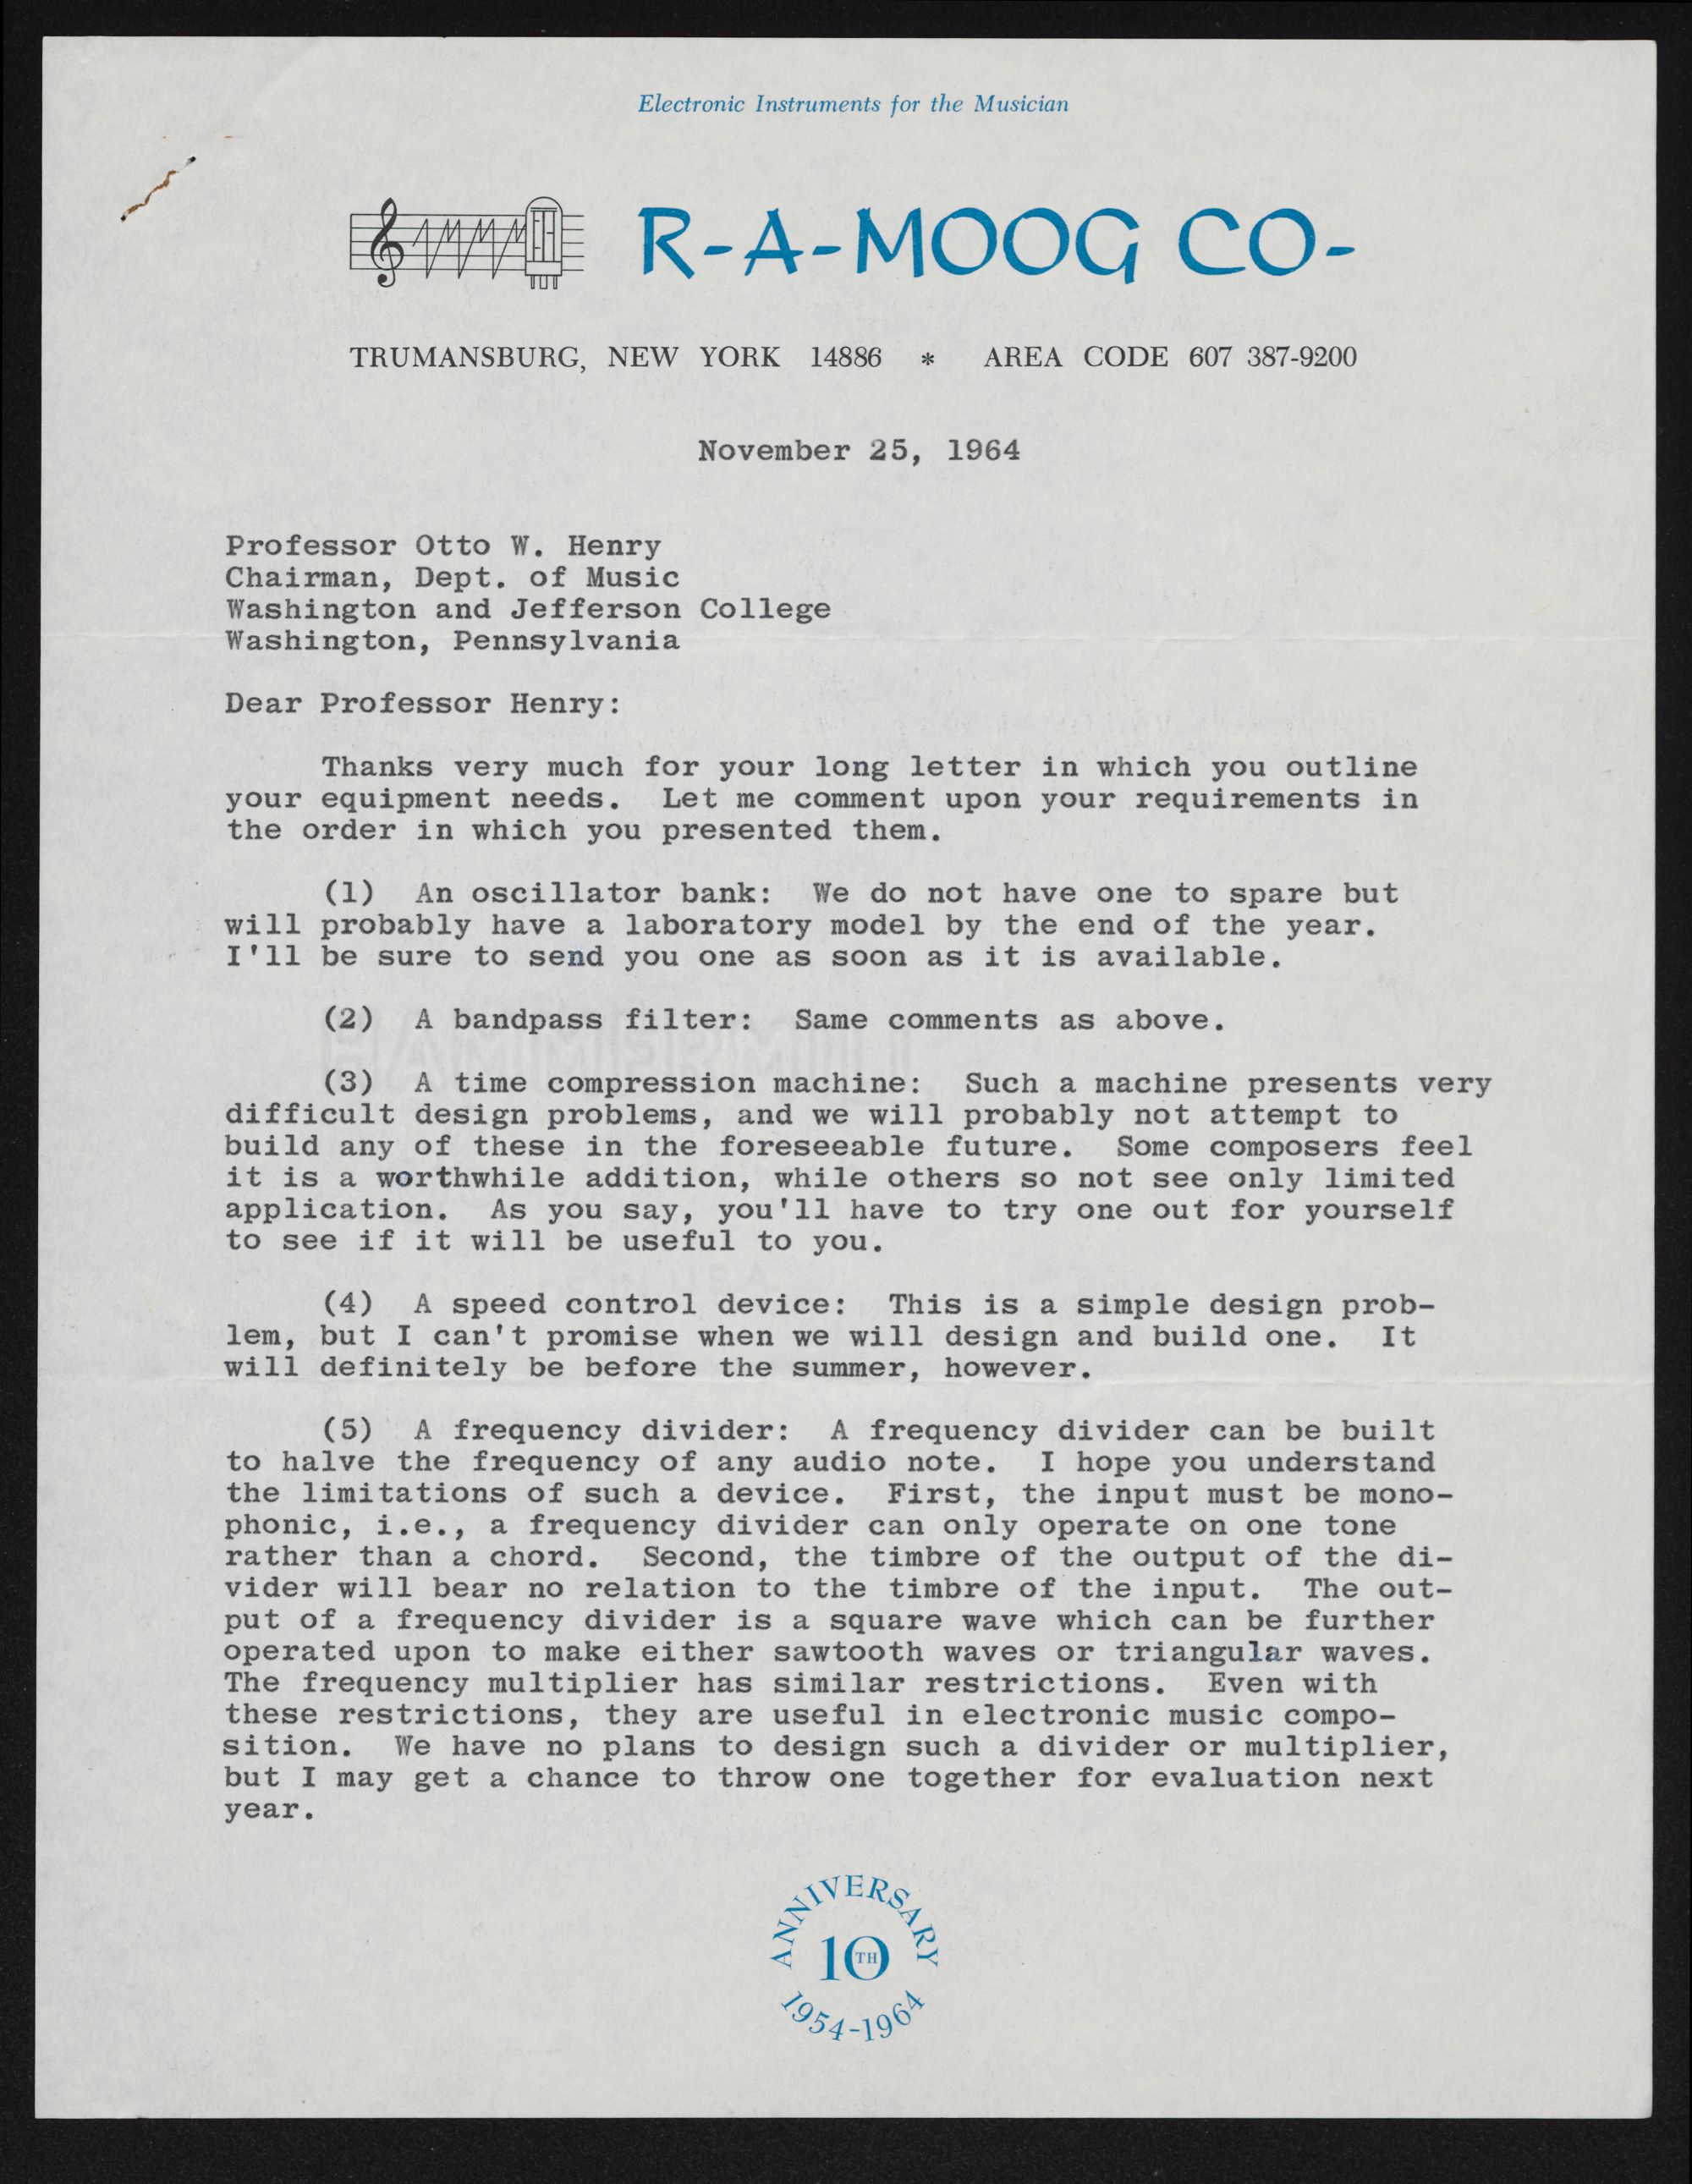 Electronic Instruments for the Musician
R-A-MOOG CO-
TRUMANSBURG, NEW YORK 14886 * AREA CODE 607 387-9200
November 25, 1964
Professor Otto W. Henry
Chairman, Dept. of Music
Washington and Jefferson College
Washington, Pennsylvania
Dear Professor Henry:
Thanks very much for your long letter in which you outline
your equipment needs. Let me comment upon your requirements in
the order in which you presented them.
(1) An oscillator bank: We do not have one to spare but
will probably have a laboratory model by the end of the year.
I'll be sure to send you one as soon as it is available.
(2) A bandpass filter: Same comments as above.
HAMMERMILL
(3) A time compression machine: Such a machine presents very
difficult design problems, and we will probably not attempt to
build any of these in the foreseeable future. Some composers feel
it is a worthwhile addition, while others so not see only limited
application. As you say, you'll have to try one out for yourself
to see if it will be useful to you.
(4) A speed control device: This is a simple design prob-
lem, but I can't promise when we will design and build one. It
will definitely be before the summer, however.
(5) A frequency divider: A frequency divider can be built
to halve the frequency of any audio note. I hope you understand
the limitations of such a device. First, the input must be mono-
phonic, i.e., a frequency divider can only operate on one tone
rather than a chord. Second, the timbre of the output of the di-
vider will bear no relation to the timbre of the input. The out-
put of a frequency divider is a square wave which can be further
operated upon to make either sawtooth waves or triangular waves.
The frequency multiplier has similar restrictions. Even with
these restrictions, they are useful in electronic music compo-
sition. We have no plans to design such a divider or multiplier,
but I may get a chance to throw one together for evaluation next
year.
ANNIVERSARY
10TH
1954-1964